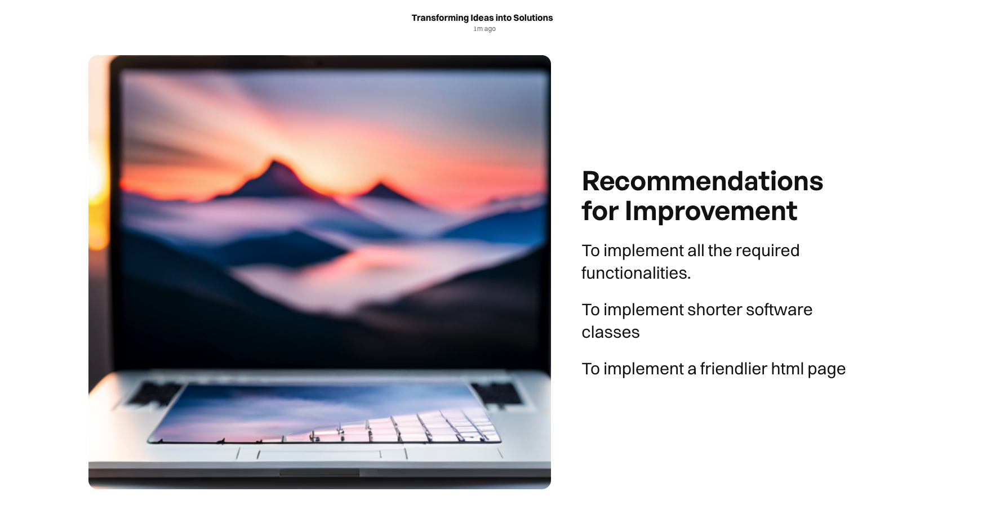 Transforming Ideas into Solutions
1m ago
Recommendations
for Improvement
To implement all the required
functionalities.
To implement shorter software
classes
To implement a friendlier html page